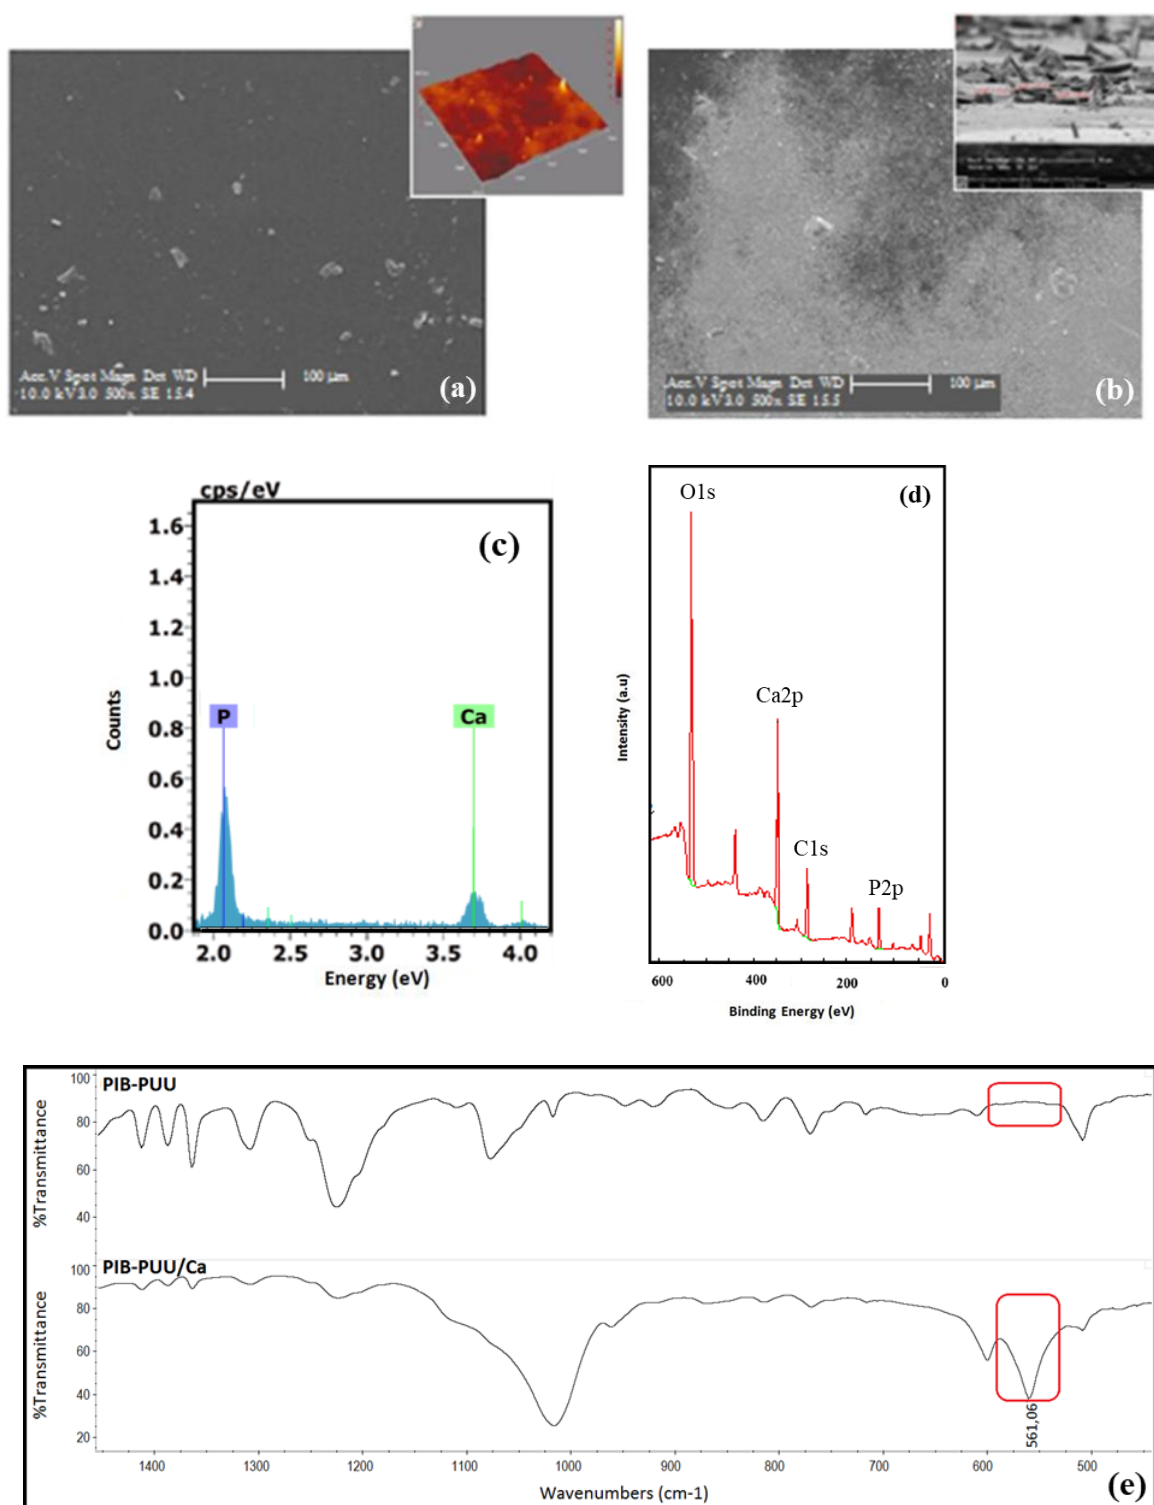 Acc.V Spot Magn Det WD 100 µm
10.0 kV 3.0 500x SE 15.4
(a)
Acc.V Spot Magn Det WD 100 µm
10.0 kV 3.0 500x SE 15.5
(b)
cps/eV
(c)
1.6
1.4
1.2
1.0
0.8
0.6
0.4
0.2
0.0
Counts
P
Ca
2.0 2.5 3.0 3.5 4.0
Energy (eV)
(d)
O1s
Ca2p
C1s
P2p
Intensity (a.u)
600 400 200 0
Binding Energy (eV)
PIB-PUU
100
80
60
40
%Transmittance
PIB-PUU/Ca
100
80
60
40
20
%Transmittance
561,06
1400 1300 1200 1100 1000 900 800 700 600 500
Wavenumbers (cm-1)
(e)